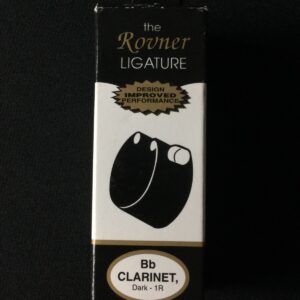 the
Rovner
LIGATURE
DESIGN
IMPROVED
PERFORMANCE
Bb
CLARINET,
Dark - 1R